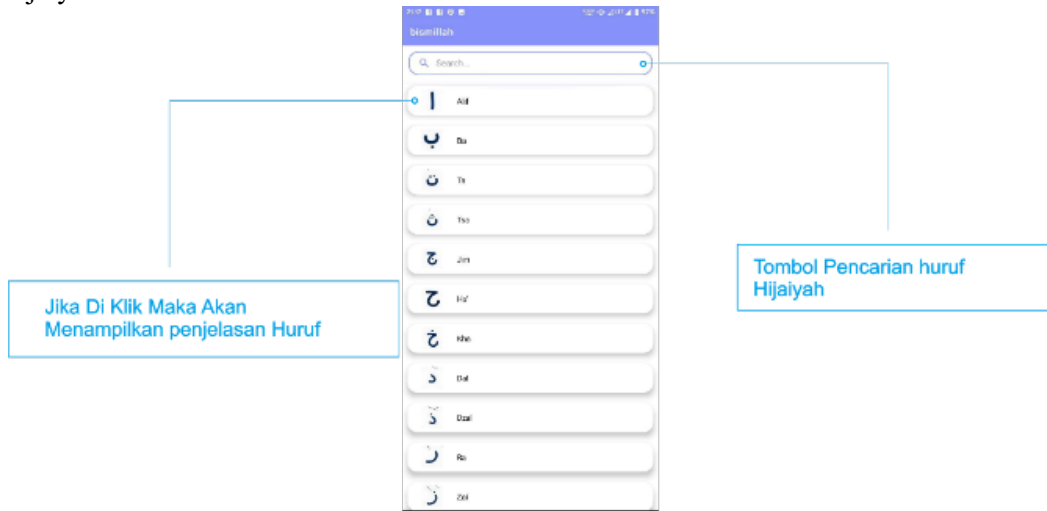 bismillah
Search...
ا Alif
ب Ba
ت Ta
ث Tsa
ج Jim
ح Ha'
خ Kha
د Dal
ذ Dzal
ر Ra
ز Zai
Jika Di Klik Maka Akan
Menampilkan penjelasan Huruf
Tombol Pencarian huruf
Hijaiyah